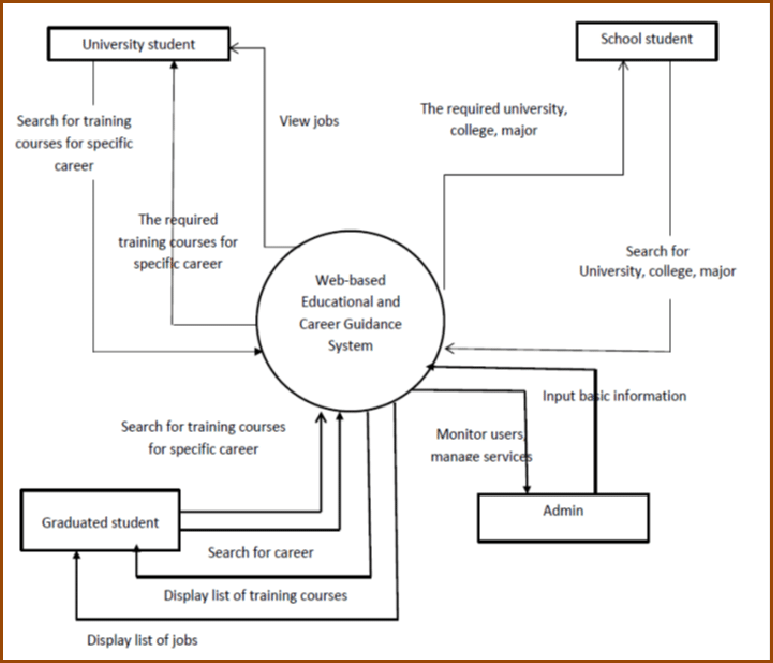 University student
School student
Search for training
courses for specific
career
View jobs
The required university,
college, major
The required
training courses for
specific career
Search for
University, college, major
Web-based
Educational and
Career Guidance
System
Input basic information
Search for training courses
for specific career
Monitor users,
manage services
Graduated student
Admin
Search for career
Display list of training courses
Display list of jobs